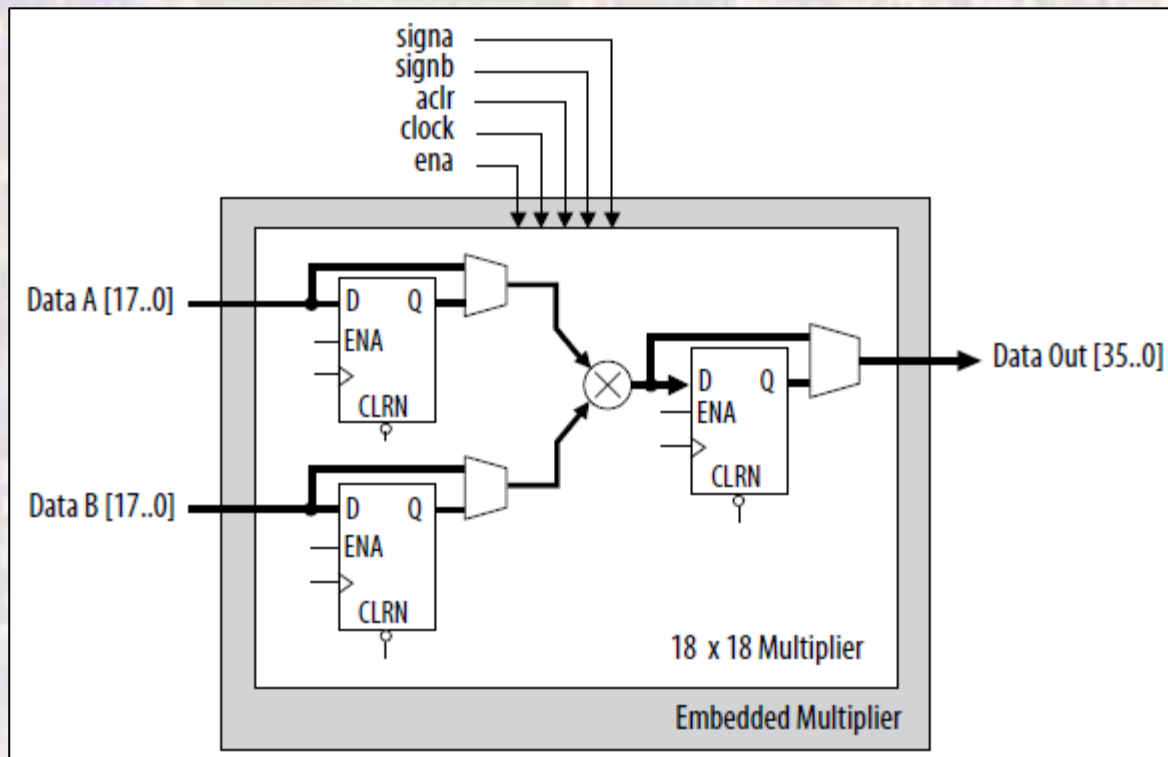 signa
signb
aclr
clock
ena
Data A [17..0]
D Q
ENA
CLRN
Data B [17..0]
D Q
ENA
CLRN
D Q
ENA
CLRN
Data Out [35..0]
18 x 18 Multiplier
Embedded Multiplier